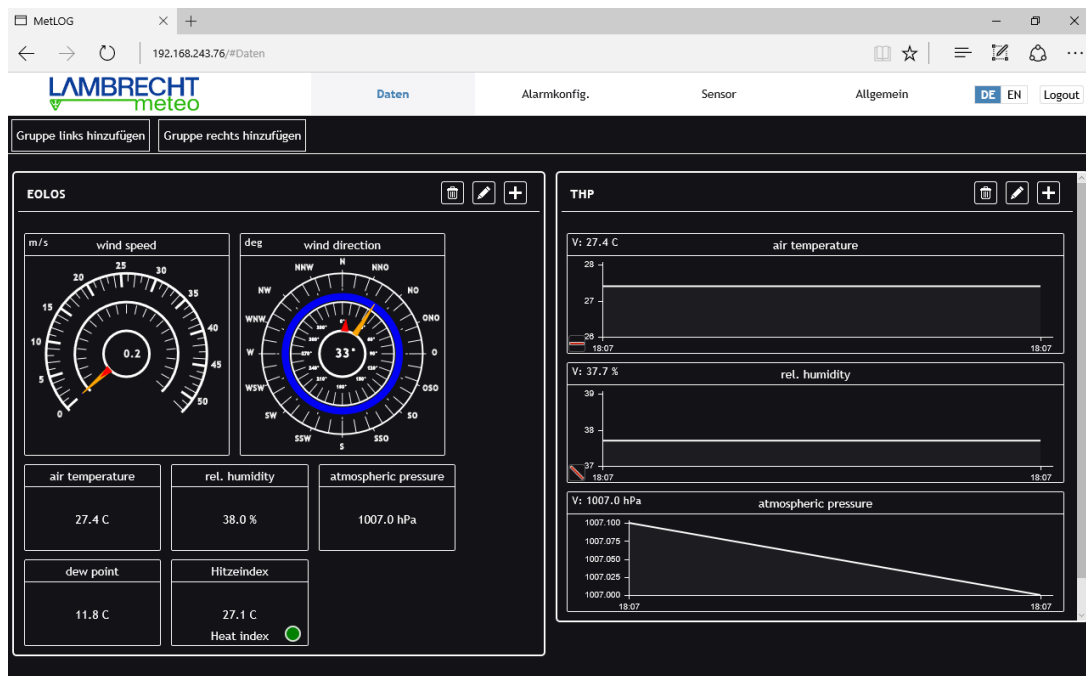 MetLOG
192.168.243.76/#Daten
LAMBRECHT
meteo
Daten
Alarmkonfig.
Sensor
Allgemein
DE EN
Logout
Gruppe links hinzufügen
Gruppe rechts hinzufügen
EOLOS
m/s
wind speed
0
5
10
15
20
25
30
35
40
45
50
0.2
deg
wind direction
N
NNO
NO
ONO
O
OSO
SO
SSO
S
SSW
SW
WSW
W
WNW
NW
NNW
33°
air temperature
27.4 C
rel. humidity
38.0 %
atmospheric pressure
1007.0 hPa
dew point
11.8 C
Hitzeindex
27.1 C
Heat index
THP
V: 27.4 C
air temperature
28
27
26
18:07
18:07
V: 37.7 %
rel. humidity
39
38
37
18:07
18:07
V: 1007.0 hPa
atmospheric pressure
1007.100
1007.075
1007.050
1007.025
1007.000
18:07
18:07